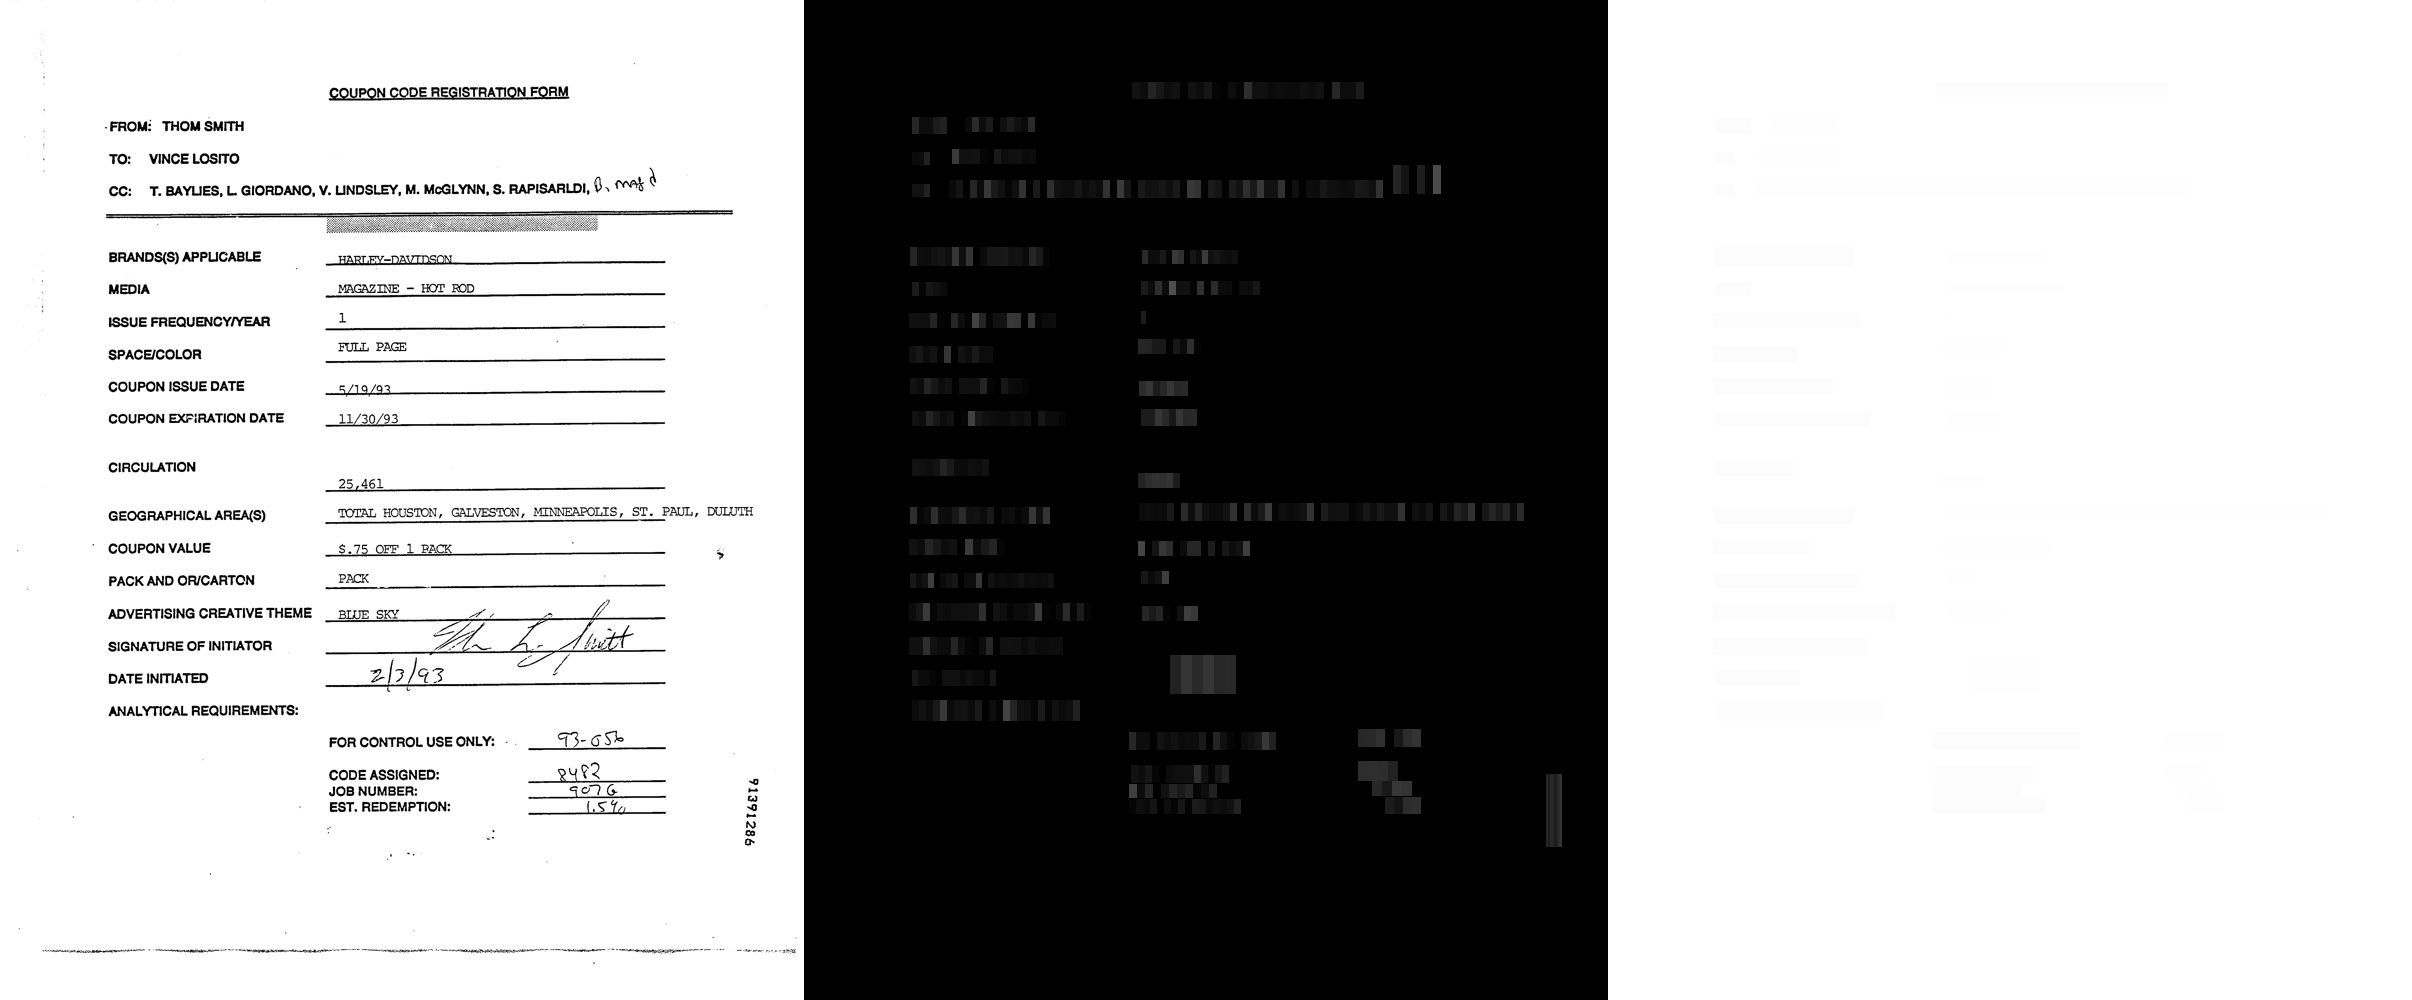 COUPON CODE REGISTRATION FORM
FROM: THOM SMITH
TO: VINCE LOSITO
CC: T. BAYLIES, L. GIORDANO, V. LINDSLEY, M. McGLYNN, S. RAPISARLDI, B.
BRANDS(S) APPLICABLE HARLEY-DAVIDSON
MEDIA MAGAZINE - HOT ROD
ISSUE FREQUENCY/YEAR 1
SPACE/COLOR FULL PAGE
COUPON ISSUE DATE 5/19/93
COUPON EXPIRATION DATE 11/30/93
CIRCULATION
25,461
GEOGRAPHICAL AREA(S) TOTAL HOUSTON, GALVESTON, MINNEAPOLIS, ST. PAUL, DULUTH
COUPON VALUE $.75 OFF 1 PACK
PACK AND OR/CARTON PACK
ADVERTISING CREATIVE THEME BLUE SKY
SIGNATURE OF INITIATOR Smith
DATE INITIATED 2/3/93
ANALYTICAL REQUIREMENTS:
FOR CONTROL USE ONLY: 93-056
CODE ASSIGNED: 8482
JOB NUMBER: 9076
EST. REDEMPTION: 1.5%
91391286